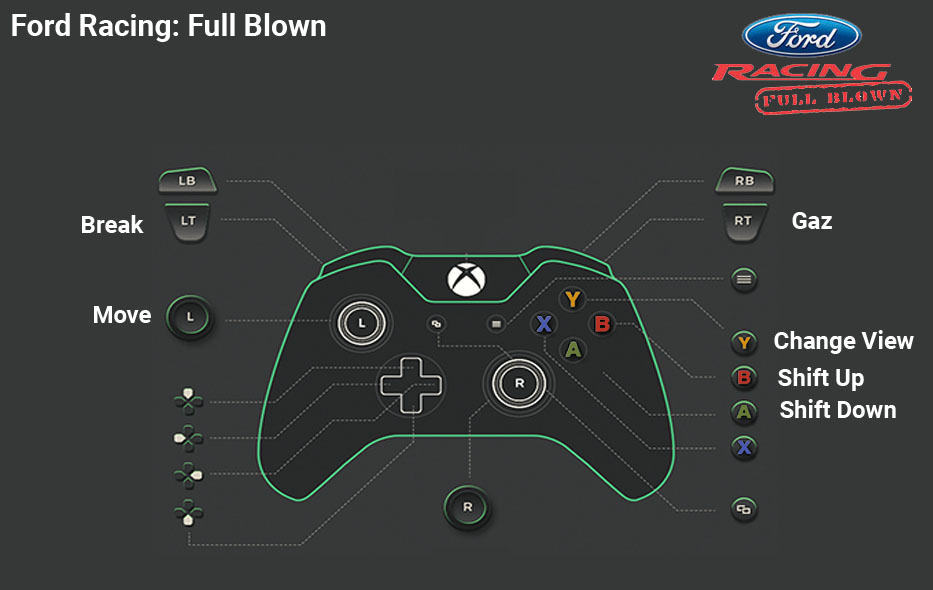 Ford Racing: Full Blown
Ford
RACING
FULL BLOWN
LB
RB
Break
LT
RT
Gaz
Move
L
L
Y
X
B
A
R
Y
Change View
B
Shift Up
A
Shift Down
X
R